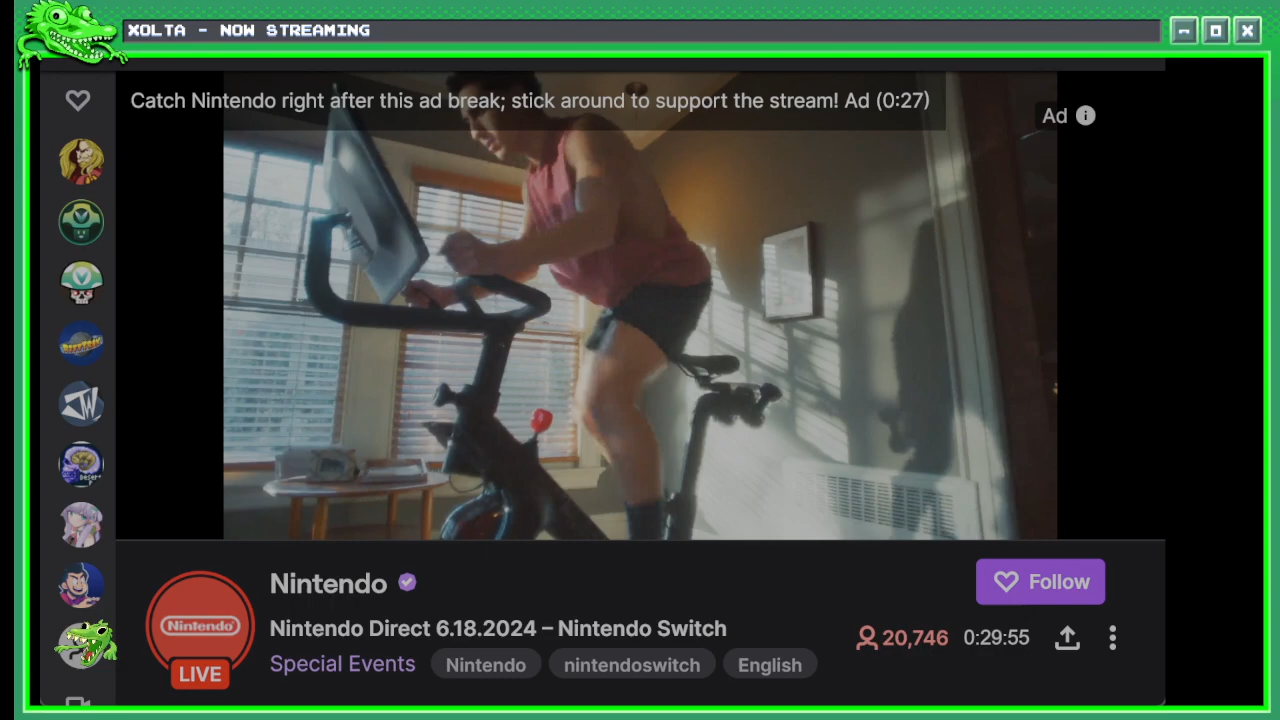 XOLTA - NOW STREAMING
Catch Nintendo right after this ad break; stick around to support the stream! Ad (0:27)
Ad
Nintendo
Follow
Nintendo
Nintendo Direct 6.18.2024 – Nintendo Switch
20,746 0:29:55
Special Events Nintendo nintendoswitch English
LIVE